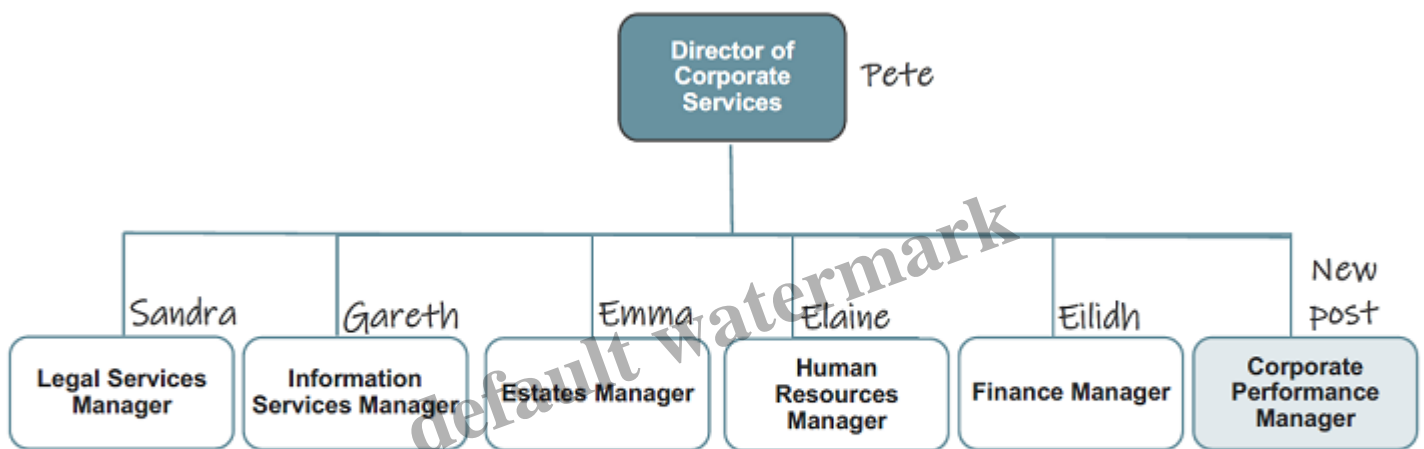 Director of
Corporate
Services
Pete
Sandra
Gareth
Emma
Elaine
Eilidh
New
post
Legal Services
Manager
Information
Services Manager
Estates Manager
Human
Resources
Manager
Finance Manager
Corporate
Performance
Manager
default watermark